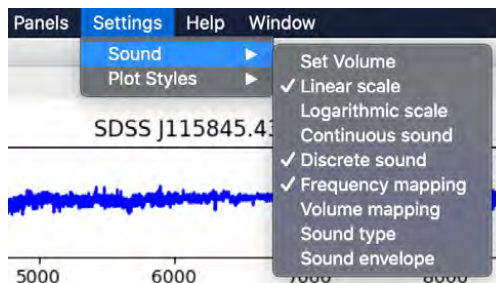 Panels Settings Help Window
Sound
Plot Styles
Set Volume
✓ Linear scale
Logarithmic scale
Continuous sound
✓ Discrete sound
✓ Frequency mapping
Volume mapping
Sound type
Sound envelope
SDSS J115845.43
5000 6000 7000 8000